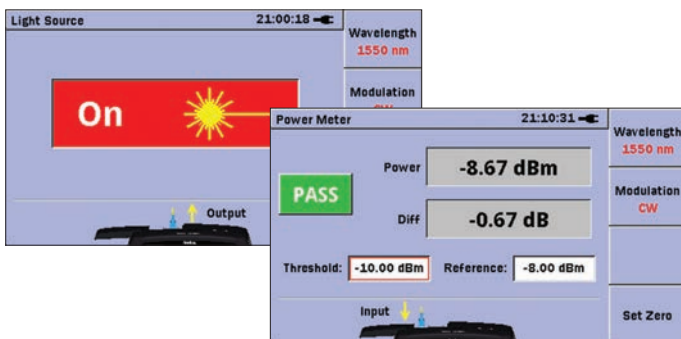 Light Source
21:00:18
Wavelength
1550 nm
Modulation
On
Output
Power Meter
21:10:31
Wavelength
1550 nm
Modulation
CW
Power
-8.67 dBm
PASS
Diff
-0.67 dB
Threshold:
-10.00 dBm
Reference:
-8.00 dBm
Input
Set Zero